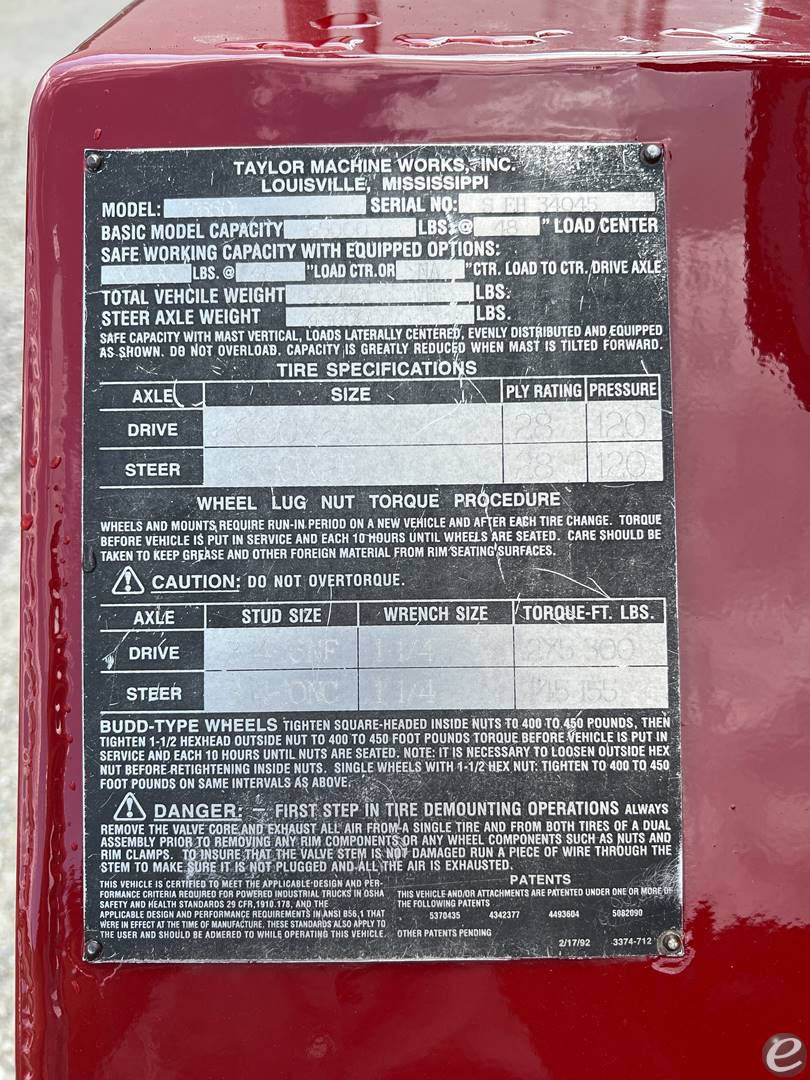 TAYLOR MACHINE WORKS, INC.
LOUISVILLE, MISSISSIPPI
MODEL: SERIAL NO: S EH 34045
BASIC MODEL CAPACITY LBS. @ 48 " LOAD CENTER
SAFE WORKING CAPACITY WITH EQUIPPED OPTIONS:
LBS. @ "LOAD CTR. OR NA "CTR. LOAD TO CTR. DRIVE AXLE
TOTAL VEHCILE WEIGHT LBS.
STEER AXLE WEIGHT LBS.
SAFE CAPACITY WITH MAST VERTICAL, LOADS LATERALLY CENTERED, EVENLY DISTRIBUTED AND EQUIPPED
AS SHOWN. DO NOT OVERLOAD. CAPACITY IS GREATLY REDUCED WHEN MAST IS TILTED FORWARD.
TIRE SPECIFICATIONS
AXLE SIZE PLY RATING PRESSURE
DRIVE 28 120
STEER 28 120
WHEEL LUG NUT TORQUE PROCEDURE
WHEELS AND MOUNTS REQUIRE RUN-IN PERIOD ON A NEW VEHICLE AND AFTER EACH TIRE CHANGE. TORQUE
BEFORE VEHICLE IS PUT IN SERVICE AND EACH 10 HOURS UNTIL WHEELS ARE SEATED. CARE SHOULD BE
TAKEN TO KEEP GREASE AND OTHER FOREIGN MATERIAL FROM RIM SEATING SURFACES.
CAUTION: DO NOT OVERTORQUE.
AXLE STUD SIZE WRENCH SIZE TORQUE-FT. LBS.
DRIVE 1 1/4 275 300
STEER 1 1/4 145 155
BUDD-TYPE WHEELS TIGHTEN SQUARE-HEADED INSIDE NUTS TO 400 TO 450 POUNDS, THEN
TIGHTEN 1-1/2 HEXHEAD OUTSIDE NUT TO 400 TO 450 FOOT POUNDS TORQUE BEFORE VEHICLE IS PUT IN
SERVICE AND EACH 10 HOURS UNTIL NUTS ARE SEATED. NOTE: IT IS NECESSARY TO LOOSEN OUTSIDE HEX
NUT BEFORE RETIGHTENING INSIDE NUTS. SINGLE WHEELS WITH 1-1/2 HEX NUT: TIGHTEN TO 400 TO 450
FOOT POUNDS ON SAME INTERVALS AS ABOVE.
DANGER: – FIRST STEP IN TIRE DEMOUNTING OPERATIONS ALWAYS
REMOVE THE VALVE CORE AND EXHAUST ALL AIR FROM A SINGLE TIRE AND FROM BOTH TIRES OF A DUAL
ASSEMBLY PRIOR TO REMOVING ANY RIM COMPONENTS OR ANY WHEEL COMPONENTS SUCH AS NUTS AND
RIM CLAMPS. TO INSURE THAT THE VALVE STEM IS NOT DAMAGED RUN A PIECE OF WIRE THROUGH THE
STEM TO MAKE SURE IT IS NOT PLUGGED AND ALL THE AIR IS EXHAUSTED.
THIS VEHICLE IS CERTIFIED TO MEET THE APPLICABLE DESIGN AND PER-
FORMANCE CRITERIA REQUIRED FOR POWERED INDUSTRIAL TRUCKS IN OSHA
SAFETY AND HEALTH STANDARDS 29 CFR, 1910.178, AND THE
APPLICABLE DESIGN AND PERFORMANCE REQUIREMENTS IN ANSI B56.1 THAT
WERE IN EFFECT AT THE TIME OF MANUFACTURE. THESE STANDARDS ALSO APPLY TO
THE USER AND SHOULD BE ADHERED TO WHILE OPERATING THIS VEHICLE.
PATENTS
THIS VEHICLE AND/OR ATTACHMENTS ARE PATENTED UNDER ONE OR MORE OF
THE FOLLOWING PATENTS
5370435 4342377 4493604 5082090
OTHER PATENTS PENDING
2/17/92 3374-712
e